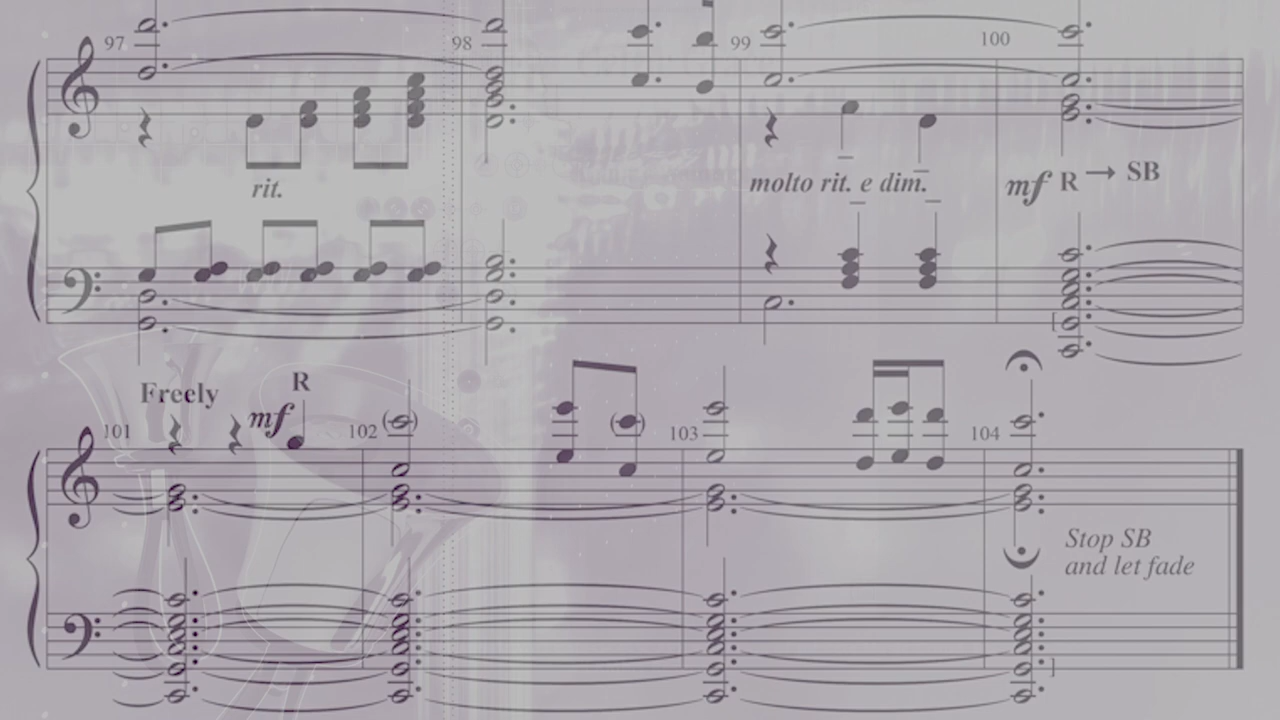 97 98 99 100
rit.
molto rit. e dim.
mf R → SB
Freely
R
mf
101 102 103 104
Stop SB
and let fade